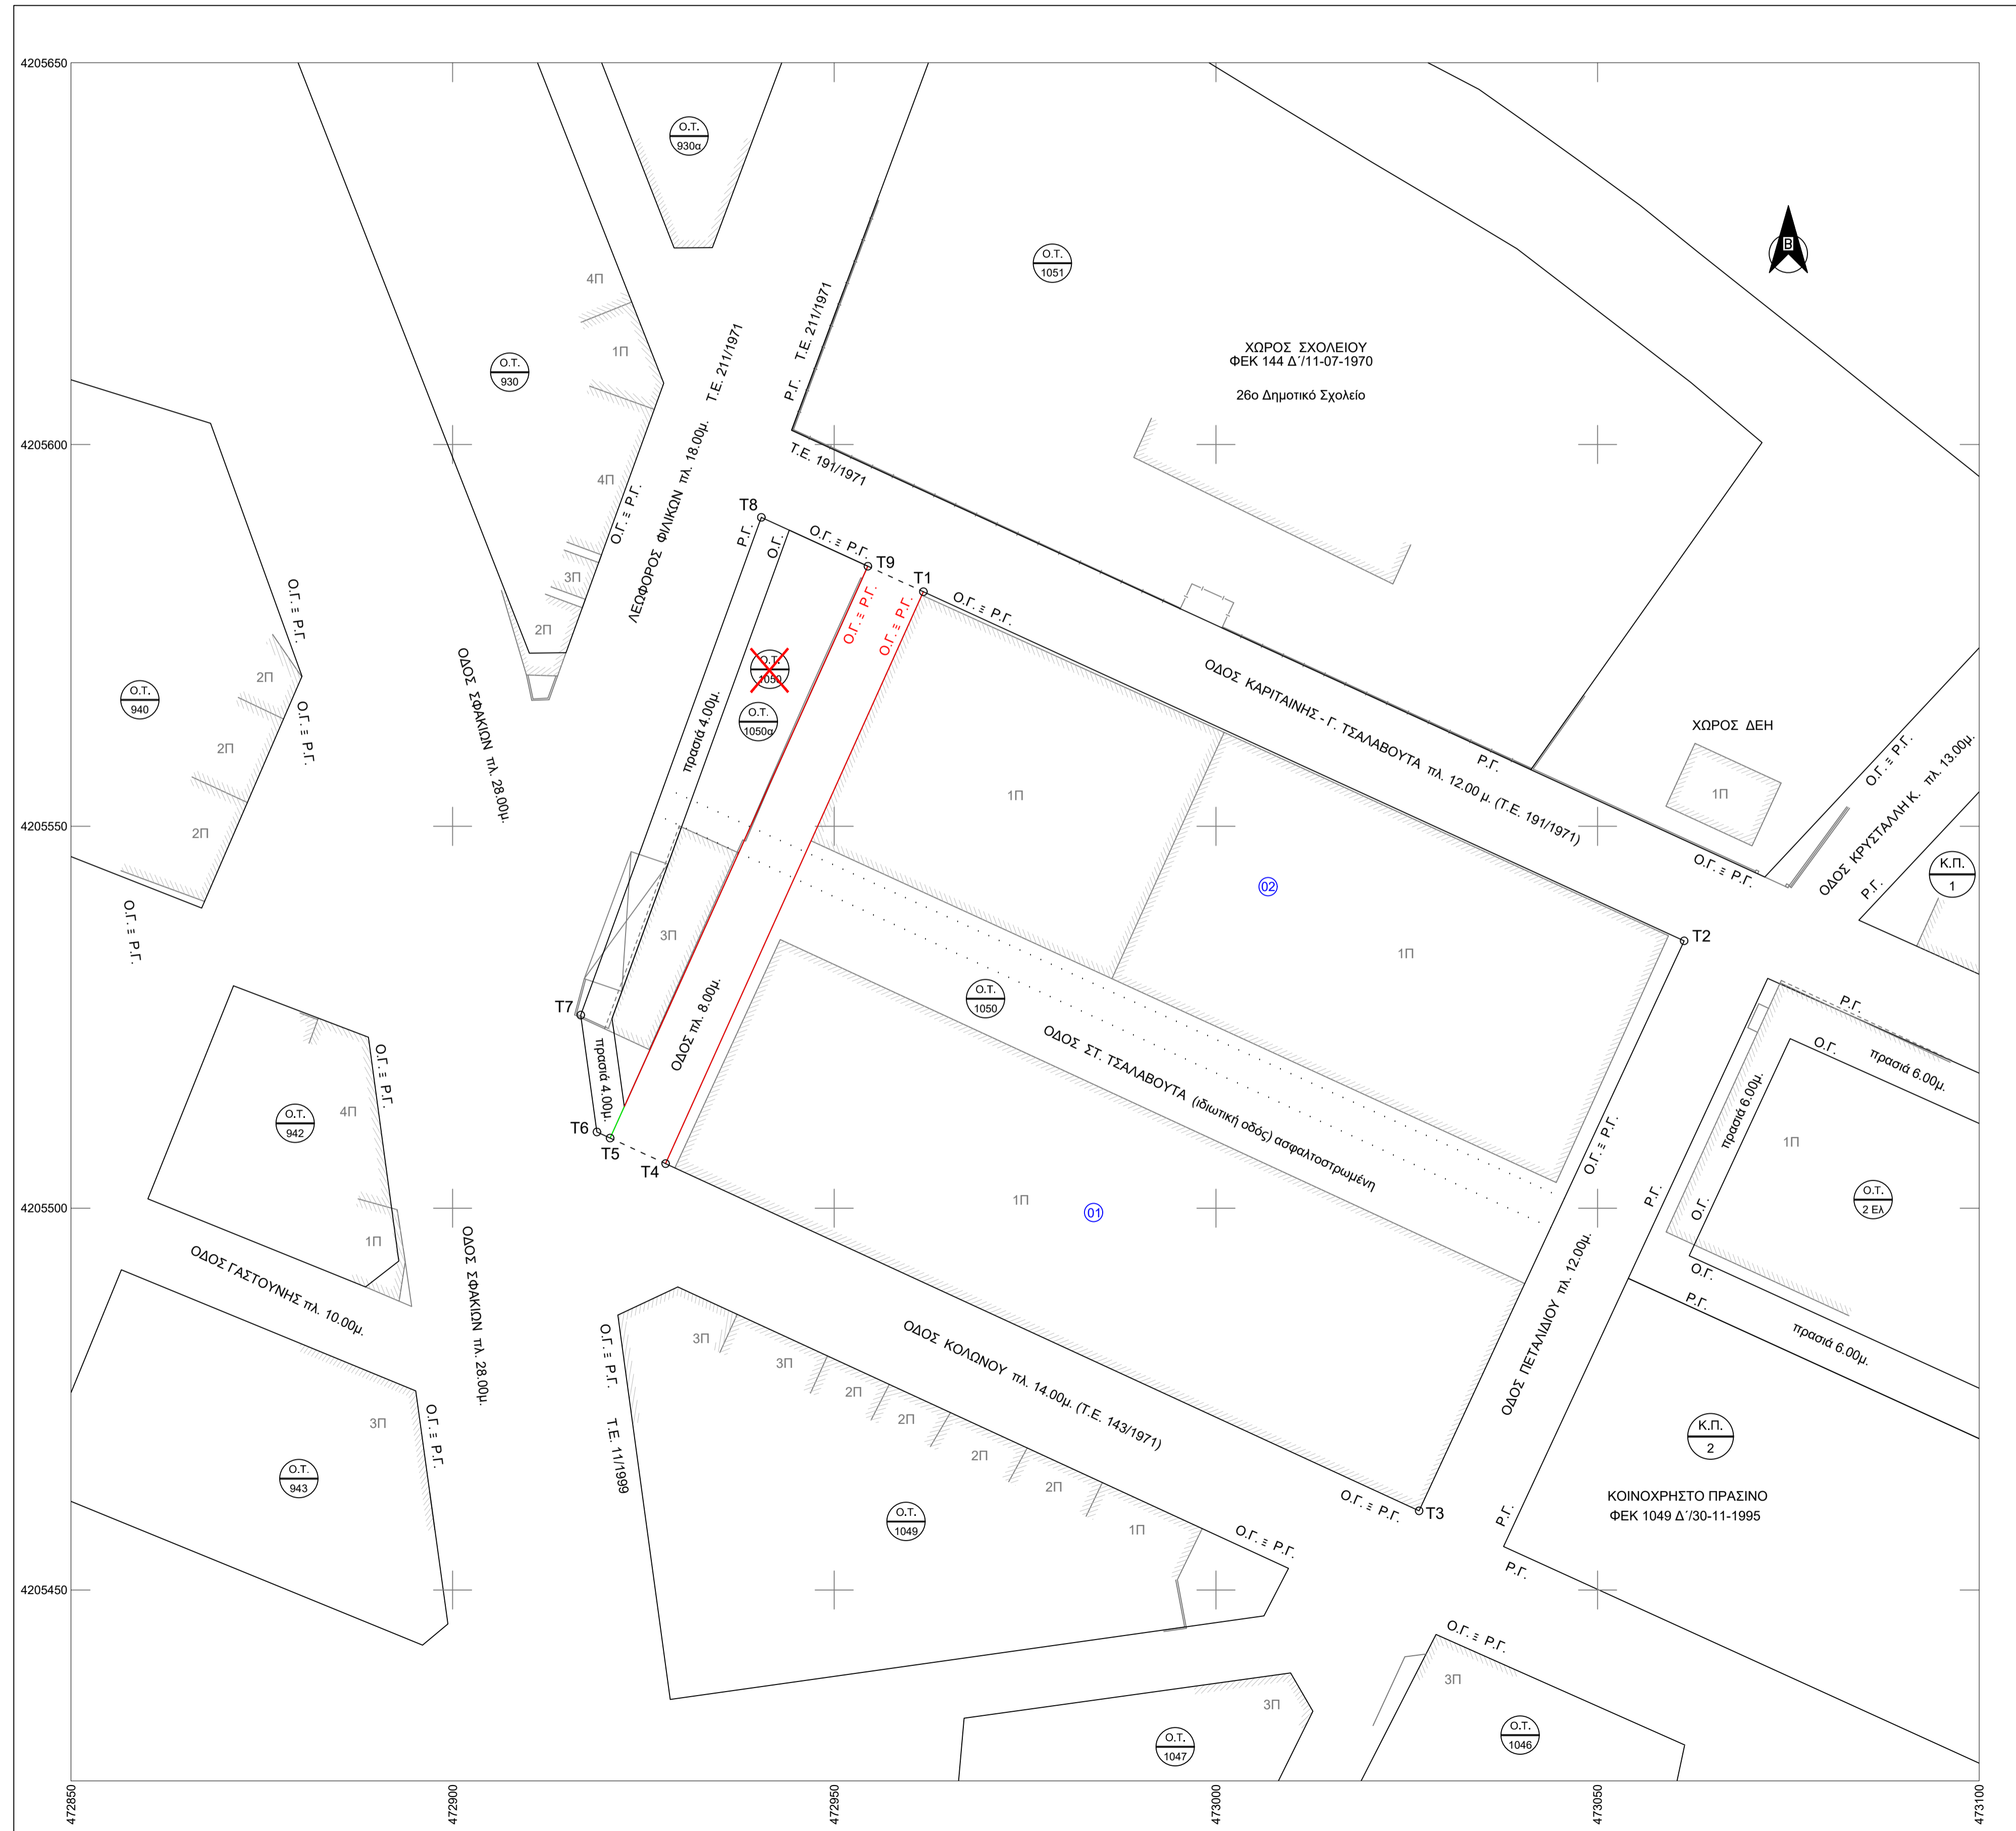 4205650
4205600
4205550
4205500
4205450
472850
472900
472950
473000
473050
473100
Ο.Τ.
930α
Ο.Τ.
1051
Β
4Π
1Π
Ο.Τ.
930
4Π
3Π
2Π
Ο.Γ. Ξ Ρ.Γ.
ΛΕΩΦΟΡΟΣ ΦΙΛΙΚΩΝ πλ. 18.00μ. Τ.Ε. 211/1971
Ρ.Γ. Τ.Ε. 211/1971
Τ.Ε. 191/1971
ΧΩΡΟΣ ΣΧΟΛΕΙΟΥ
ΦΕΚ 144 Δ΄/11-07-1970
26ο Δημοτικό Σχολείο
Τ8
Ρ.Γ.
Ο.Γ.
Ο.Γ. Ξ Ρ.Γ.
Τ9
Τ1
Ο.Γ. Ξ Ρ.Γ.
Ο.Γ. Ξ Ρ.Γ.
Ο.Γ. Ξ Ρ.Γ.
Ο.Γ. Ξ Ρ.Γ.
Ο.Γ. Ξ Ρ.Γ.
Ο.Τ.
940
2Π
2Π
2Π
Ο.Γ. Ξ Ρ.Γ.
ΟΔΟΣ ΣΦΑΚΙΩΝ πλ. 28.00μ.
πρασιά 4.00μ.
Ο.Τ.
1050
Ο.Τ.
1050α
ΟΔΟΣ ΚΑΡΙΤΑΙΝΗΣ - Γ. ΤΣΑΛΑΒΟΥΤΑ πλ. 12.00 μ. (Τ.Ε. 191/1971)
Ρ.Γ.
ΧΩΡΟΣ ΔΕΗ
1Π
Ο.Γ. Ξ Ρ.Γ.
Ο.Γ. Ξ Ρ.Γ.
ΟΔΟΣ ΚΡΥΣΤΑΛΛΗ Κ. πλ. 13.00μ.
Ρ.Γ.
Κ.Π.
1
1Π
02
1Π
Τ2
3Π
Τ7
πρασιά 4.00μ.
ΟΔΟΣ πλ. 8.00μ.
Ο.Τ.
1050
ΟΔΟΣ ΣΤ. ΤΣΑΛΑΒΟΥΤΑ (ιδιωτική οδός) ασφαλτοστρωμένη
Ο.Γ. Ξ Ρ.Γ.
Ρ.Γ.
πρασιά 6.00μ.
Ο.Γ.
πρασιά 6.00μ.
1Π
Ρ.Γ.
Ο.Γ.
Ο.Τ.
2 Ελ
Ο.Γ.
Ρ.Γ.
πρασιά 6.00μ.
Τ6
Τ5
Τ4
1Π
01
Ο.Γ. Ξ Ρ.Γ.
4Π
Ο.Τ.
942
1Π
ΟΔΟΣ ΓΑΣΤΟΥΝΗΣ πλ. 10.00μ.
ΟΔΟΣ ΣΦΑΚΙΩΝ πλ. 28.00μ.
3Π
Ο.Γ. Ξ Ρ.Γ.
Ο.Τ.
943
Ο.Γ. Ξ Ρ.Γ. Τ.Ε. 11/1999
3Π
3Π
2Π
2Π
2Π
2Π
1Π
ΟΔΟΣ ΚΟΛΩΝΟΥ πλ. 14.00μ. (Τ.Ε. 143/1971)
Ο.Τ.
1049
Ο.Γ. Ξ Ρ.Γ.
Ο.Γ. Ξ Ρ.Γ.
Τ3
ΟΔΟΣ ΠΕΤΑΛΙΔΙΟΥ πλ. 12.00μ.
Κ.Π.
2
ΚΟΙΝΟΧΡΗΣΤΟ ΠΡΑΣΙΝΟ
ΦΕΚ 1049 Δ΄/30-11-1995
Ρ.Γ.
Ρ.Γ.
Ο.Γ. Ξ Ρ.Γ.
3Π
Ο.Τ.
1046
3Π
Ο.Τ.
1047